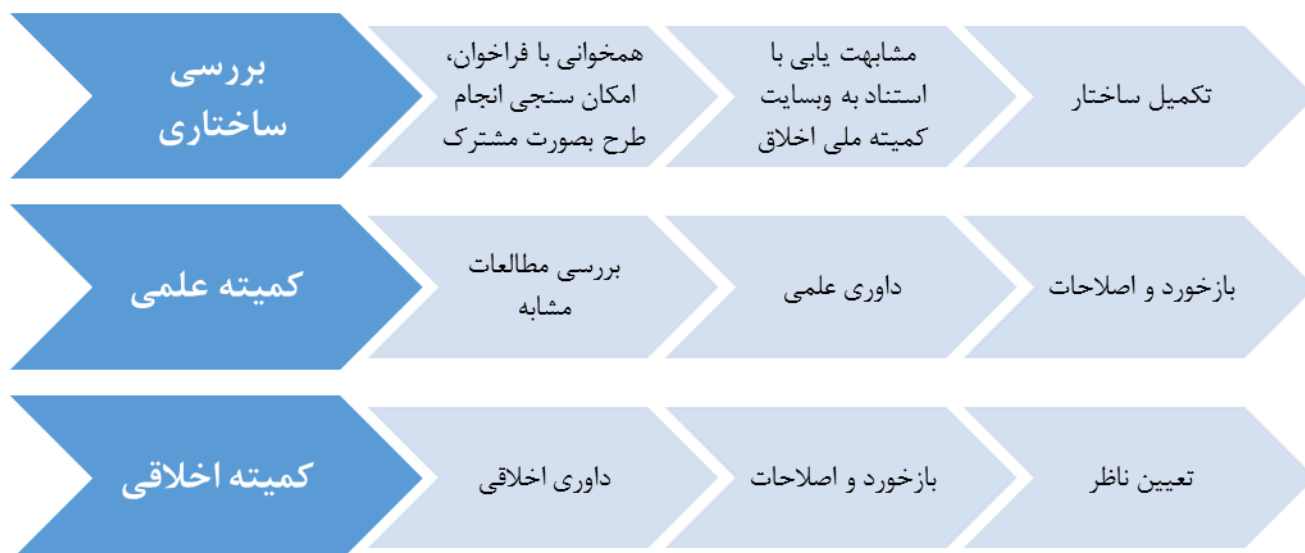 بررسی
ساختاری
همخوانی با فراخوان،
امکان سنجی انجام
طرح بصورت مشترک
مشابهت یابی با
استناد به وبسایت
کمیته ملی اخلاق
تکمیل ساختار
کمیته علمی
بررسی مطالعات
مشابه
داوری علمی
بازخورد و اصلاحات
کمیته اخلاقی
داوری اخلاقی
بازخورد و اصلاحات
تعیین ناظر